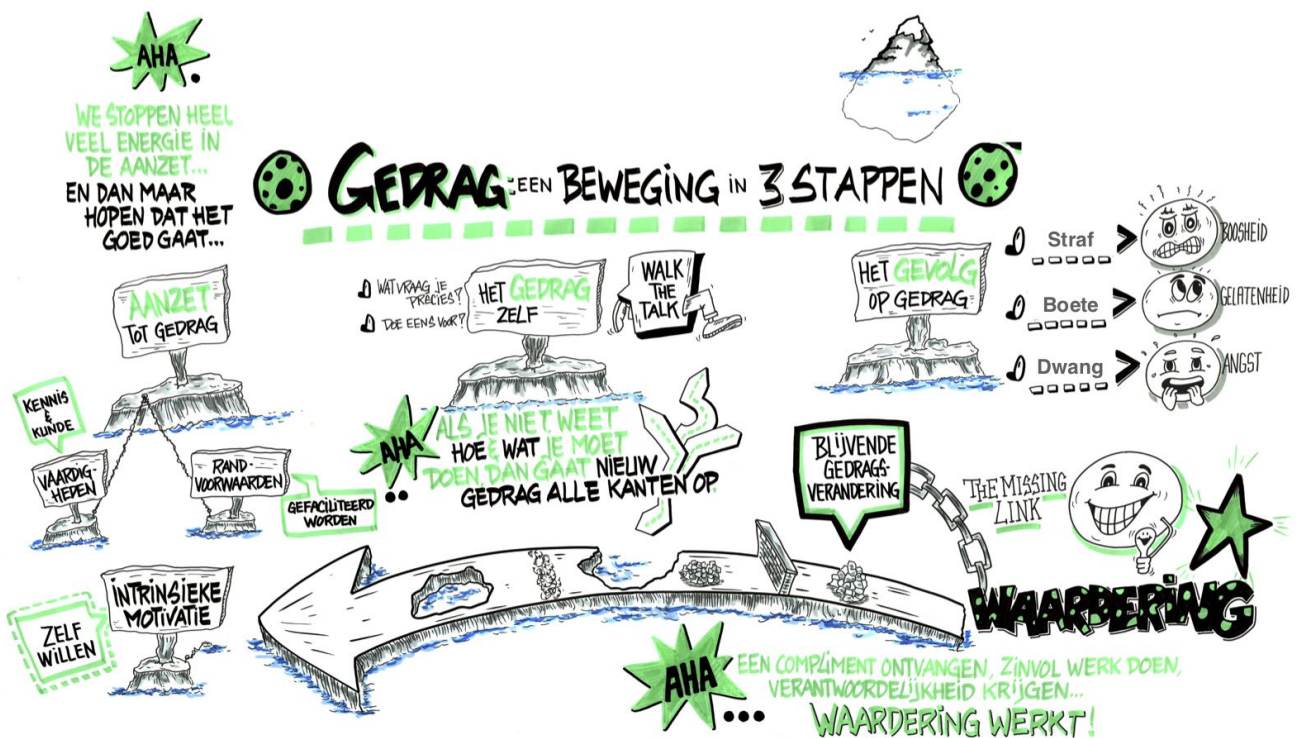 AHA
WE STOPPEN HEEL
VEEL ENERGIE IN
DE AANZET...
EN DAN MAAR
HOPEN DAT HET
GOED GAAT...
GEDRAG: EEN BEWEGING IN 3 STAPPEN
AANZET
TOT GEDRAG
KENNIS
&
KUNDE
VAARDIG-
HEDEN
RAND-
VOORWAARDEN
GEFACILITEERD
WORDEN
INTRINSIEKE
MOTIVATIE
ZELF
WILLEN
WAT VRAAG JE
PRECIES?
DOE EENS VOOR?
HET GEDRAG
ZELF
WALK
THE
TALK
AHA
ALS JE NIET WEET
HOE & WAT JE MOET
DOEN, DAN GAAT NIEUW
GEDRAG ALLE KANTEN OP.
HET GEVOLG
OP GEDRAG
Straf > BOOSHEID
Boete > GELATENHEID
Dwang > ANGST
BLIJVENDE
GEDRAGS-
VERANDERING
THE MISSING
LINK
WAARDERING
AHA
EEN COMPLIMENT ONTVANGEN, ZINVOL WERK DOEN,
VERANTWOORDELIJKHEID KRIJGEN...
WAARDERING WERKT!